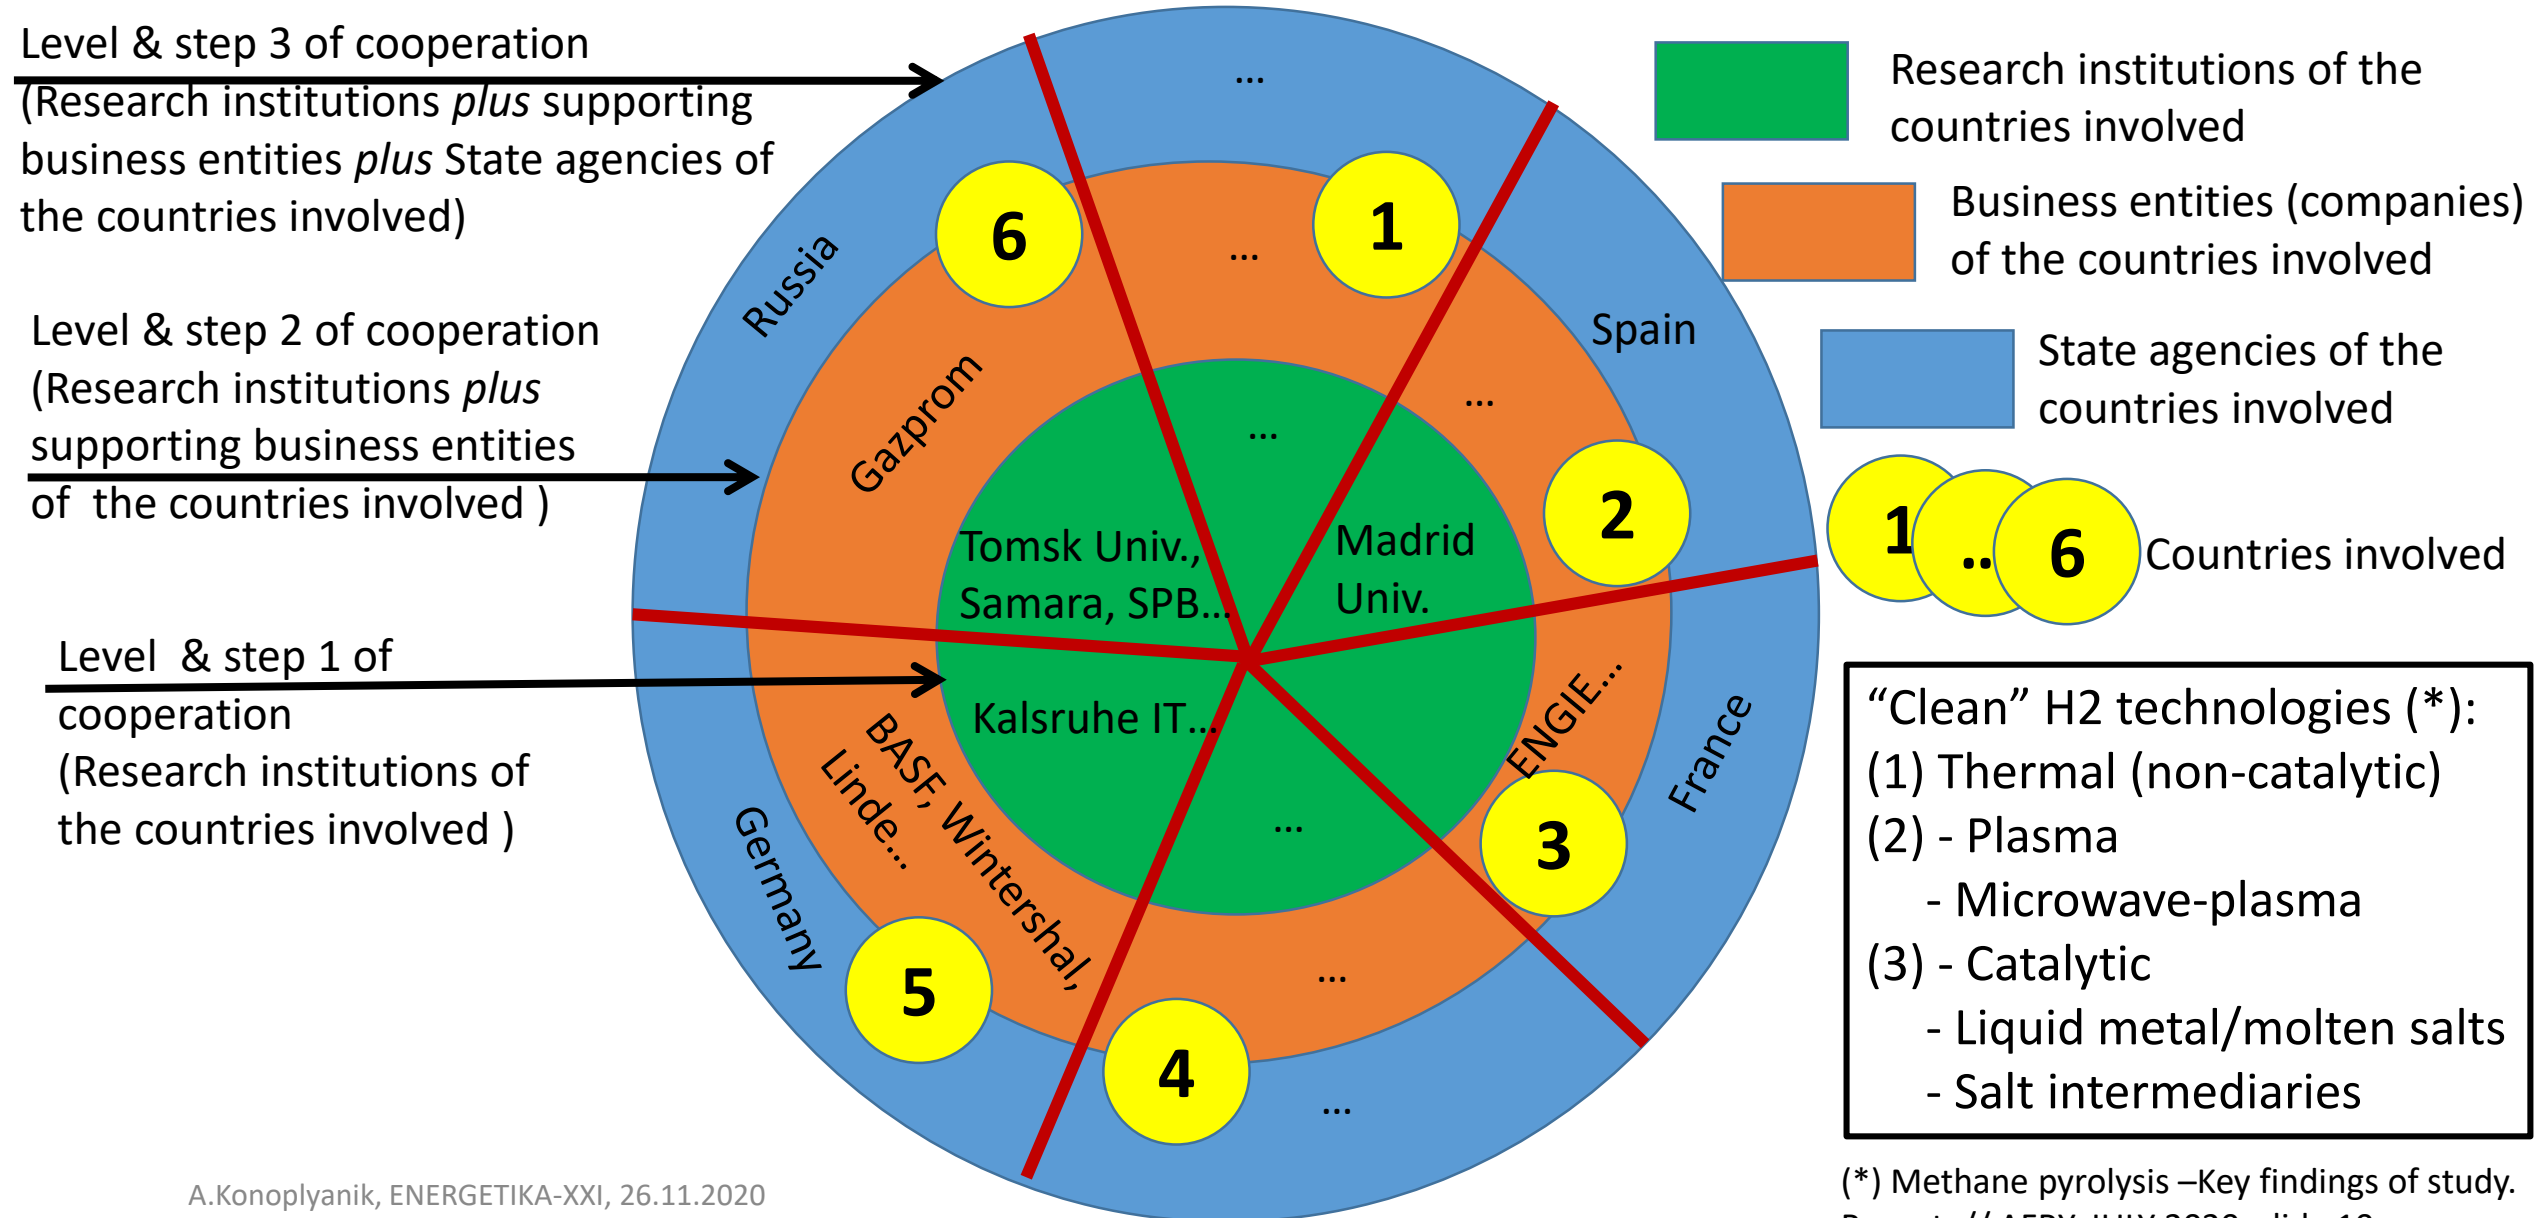 Level & step 3 of cooperation
(Research institutions plus supporting
business entities plus State agencies of
the countries involved)
Level & step 2 of cooperation
(Research institutions plus
supporting business entities
of the countries involved )
Level & step 1 of
cooperation
(Research institutions of
the countries involved )
...
...
...
6
1
Russia
Gazprom
Spain
...
2
Tomsk Univ.,
Samara, SPB...
Madrid
Univ.
Kalsruhe IT...
BASF, Wintershal,
Linde...
Germany
5
4
...
...
...
ENGIE...
3
France
Research institutions of the
countries involved
Business entities (companies)
of the countries involved
State agencies of the
countries involved
1
..
6
Countries involved
“Clean” H2 technologies (*):
(1) Thermal (non-catalytic)
(2) - Plasma
- Microwave-plasma
(3) - Catalytic
- Liquid metal/molten salts
- Salt intermediaries
(*) Methane pyrolysis –Key findings of study.
A.Konoplyanik, ENERGETIKA-XXI, 26.11.2020